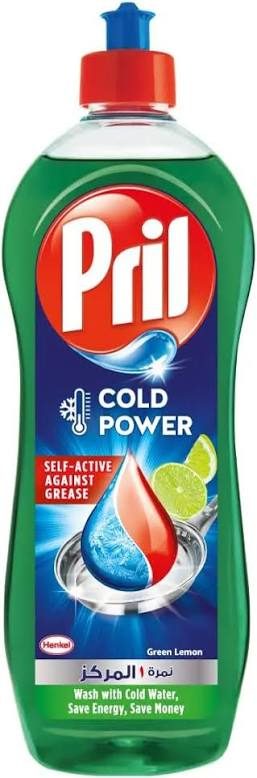 Pril
COLD
POWER
SELF-ACTIVE
AGAINST
GREASE
Henkel
Green Lemon
نمرة ١ المركز
Wash with Cold Water,
Save Energy, Save Money